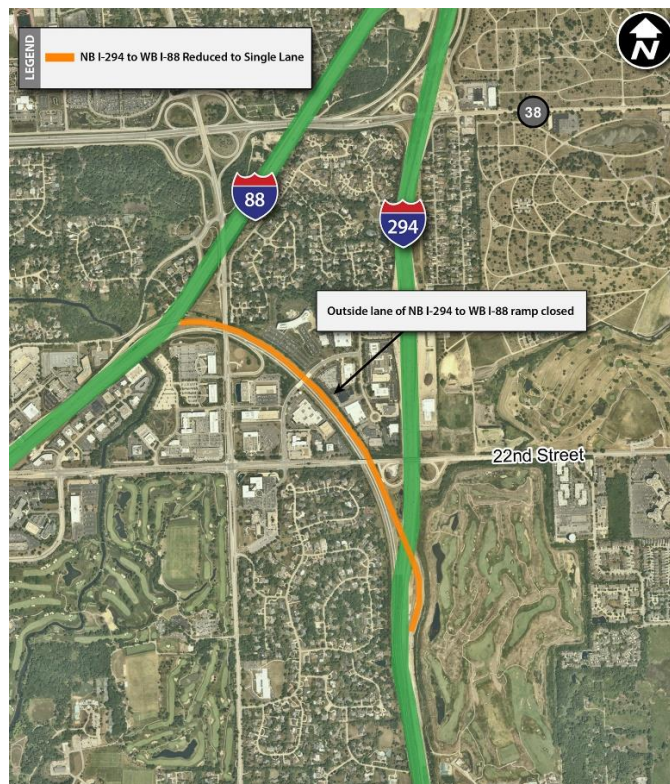 LEGEND
NB I-294 to WB I-88 Reduced to Single Lane
N
38
88
294
Outside lane of NB I-294 to WB I-88 ramp closed
22nd Street